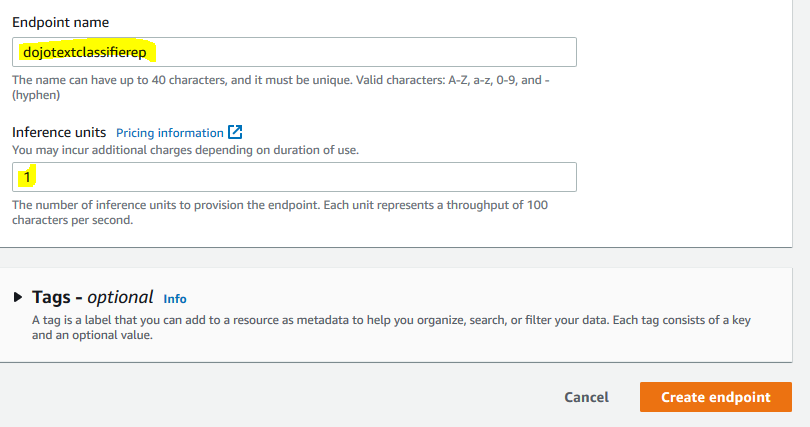 Endpoint name
dojotextclassifierep
The name can have up to 40 characters, and it must be unique. Valid characters: A-Z, a-z, 0-9, and -
(hyphen)
Inference units Pricing information
You may incur additional charges depending on duration of use.
1
The number of inference units to provision the endpoint. Each unit represents a throughput of 100
characters per second.
Tags - optional Info
A tag is a label that you can add to a resource as metadata to help you organize, search, or filter your data. Each tag consists of a key
and an optional value.
Cancel Create endpoint